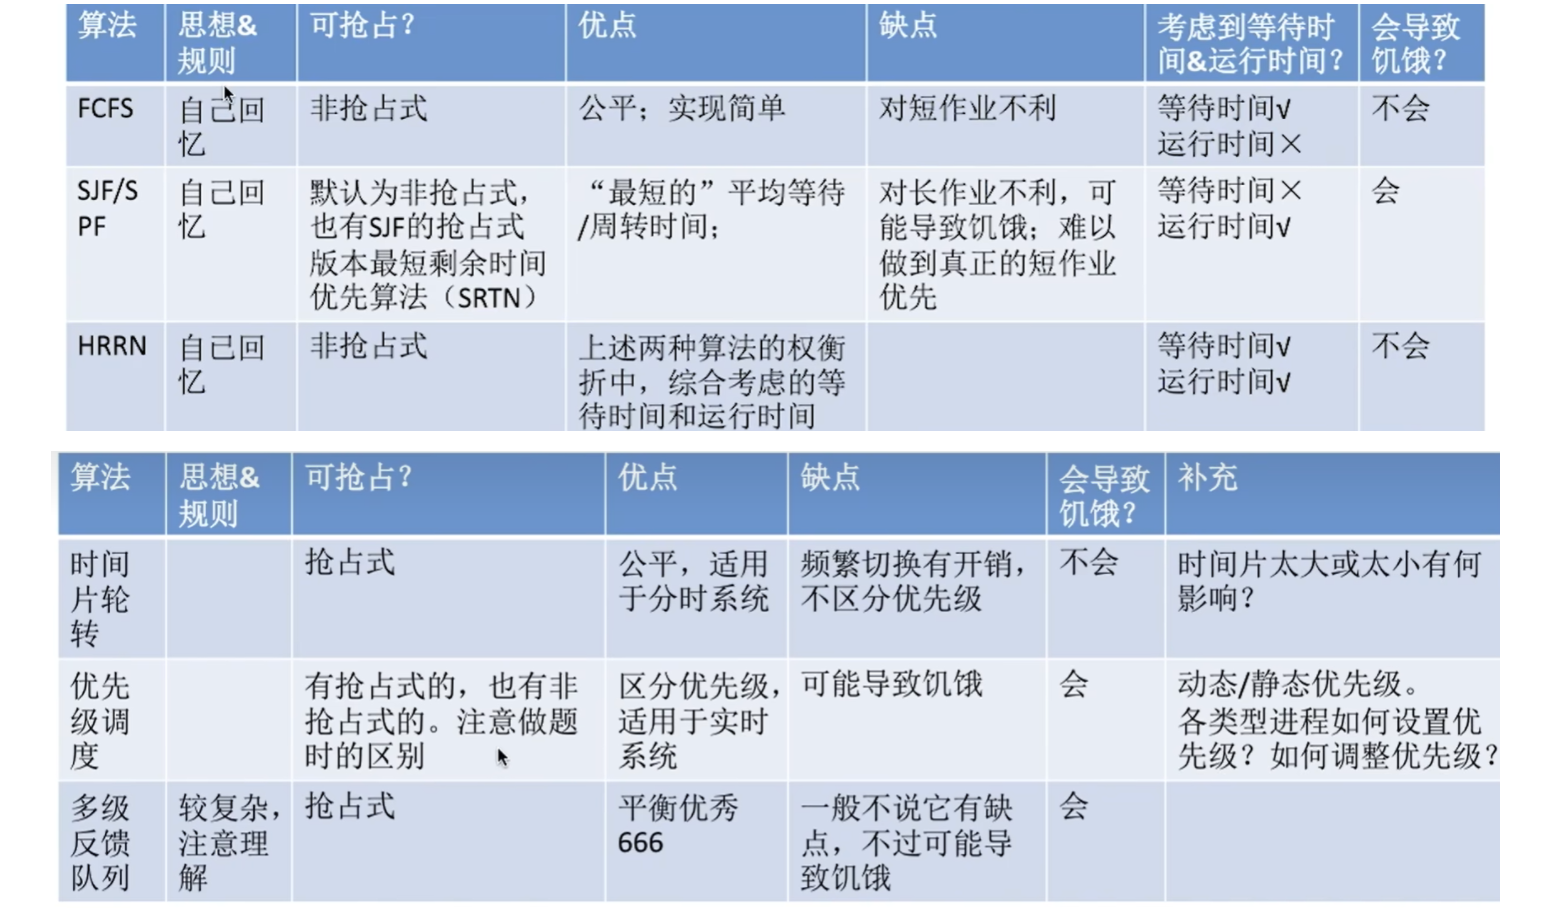 算法 思想& 可抢占？ 优点 缺点 考虑到等待时 会导致
规则 间&运行时间？ 饥饿？
FCFS 自己回 非抢占式 公平；实现简单 对短作业不利 等待时间√ 不会
忆 运行时间×
SJF/S 自己回 默认为非抢占式， “最短的”平均等待 对长作业不利，可 等待时间× 会
PF 忆 也有SJF的抢占式 /周转时间； 能导致饥饿；难以 运行时间√
版本最短剩余时间 做到真正的短作业
优先算法（SRTN） 优先
HRRN 自己回 非抢占式 上述两种算法的权衡 等待时间√ 不会
忆 折中，综合考虑的等 运行时间√
待时间和运行时间
算法 思想& 可抢占？ 优点 缺点 会导致 补充
规则 饥饿？
时间 抢占式 公平，适用 频繁切换有开销， 不会 时间片太大或太小有何
片轮 于分时系统 不区分优先级 影响？
转
优先 有抢占式的，也有非 区分优先级， 可能导致饥饿 会 动态/静态优先级。
级调 抢占式的。注意做题 适用于实时 各类型进程如何设置优
度 时的区别 系统 先级？如何调整优先级？
多级 较复杂， 抢占式 平衡优秀 一般不说它有缺 会
反馈 注意理 666 点，不过可能导
队列 解 致饥饿